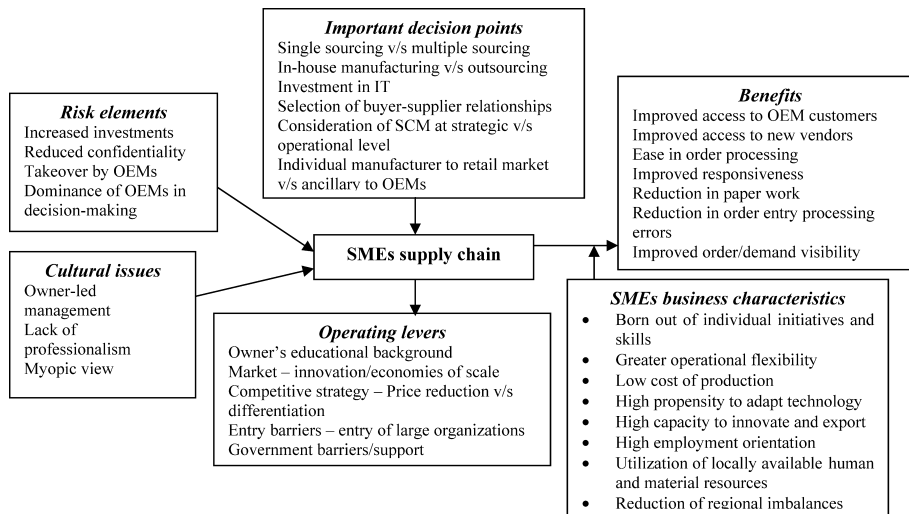 Important decision points
Single sourcing v/s multiple sourcing
In-house manufacturing v/s outsourcing
Investment in IT
Selection of buyer-supplier relationships
Consideration of SCM at strategic v/s
operational level
Individual manufacturer to retail market
v/s ancillary to OEMs
Risk elements
Increased investments
Reduced confidentiality
Takeover by OEMs
Dominance of OEMs in
decision-making
Benefits
Improved access to OEM customers
Improved access to new vendors
Ease in order processing
Improved responsiveness
Reduction in paper work
Reduction in order entry processing
errors
Improved order/demand visibility
SMEs supply chain
Cultural issues
Owner-led
management
Lack of
professionalism
Myopic view
Operating levers
Owner's educational background
Market – innovation/economies of scale
Competitive strategy – Price reduction v/s
differentiation
Entry barriers – entry of large organizations
Government barriers/support
SMEs business characteristics
• Born out of individual initiatives and
skills
• Greater operational flexibility
• Low cost of production
• High propensity to adapt technology
• High capacity to innovate and export
• High employment orientation
• Utilization of locally available human
and material resources
• Reduction of regional imbalances